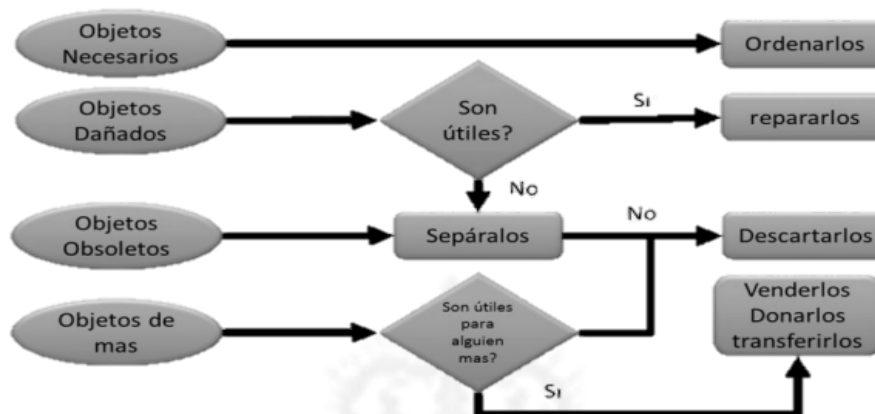 Objetos
Necesarios
Ordenarlos
Objetos
Dañados
Son
útiles?
Si
repararlos
No
Objetos
Obsoletos
Sepáralos
No
Descartarlos
Objetos de
mas
Son útiles
para
alguien
mas?
Si
Venderlos
Donarlos
transferirlos